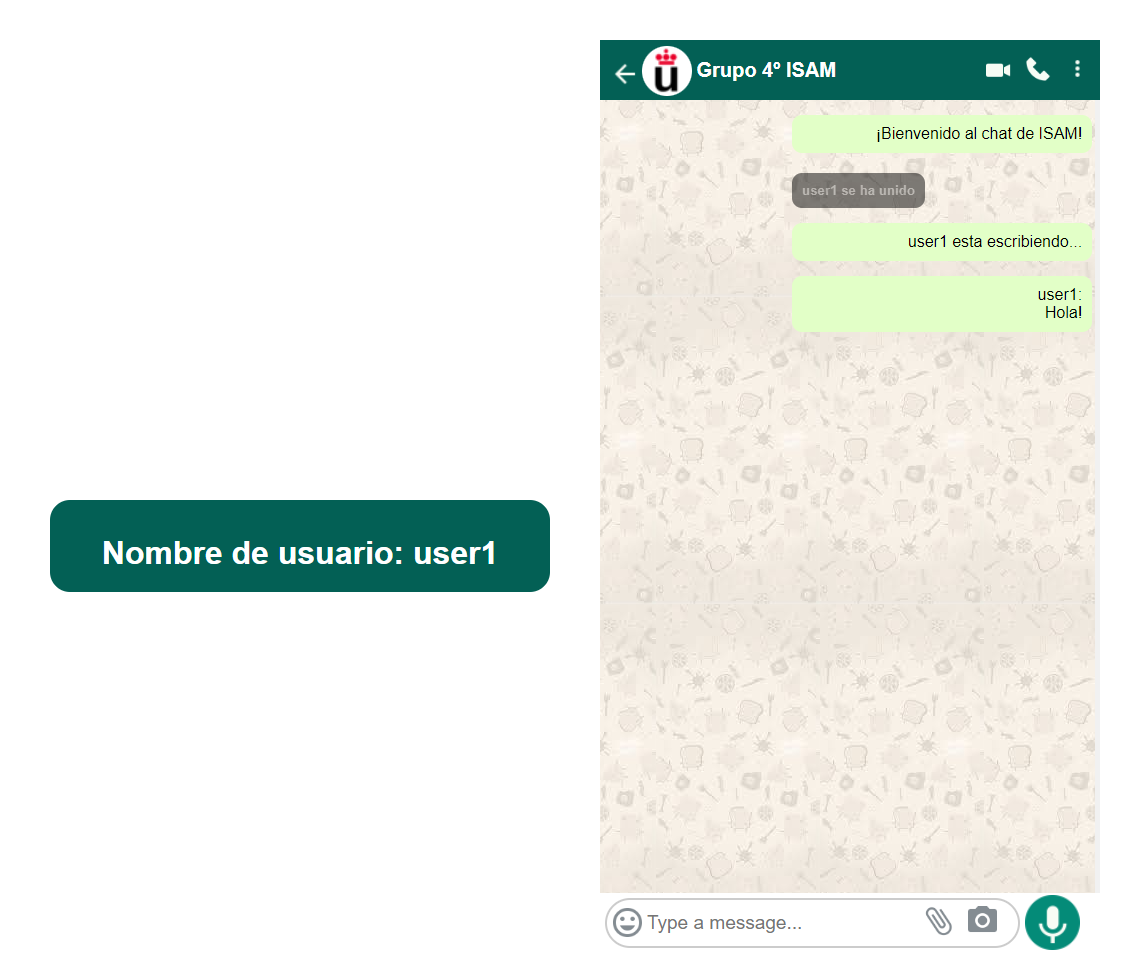 Nombre de usuario: user1
u
Grupo 4º ISAM
¡Bienvenido al chat de ISAM!
user1 se ha unido
user1 esta escribiendo...
user1:
Hola!
Type a message...